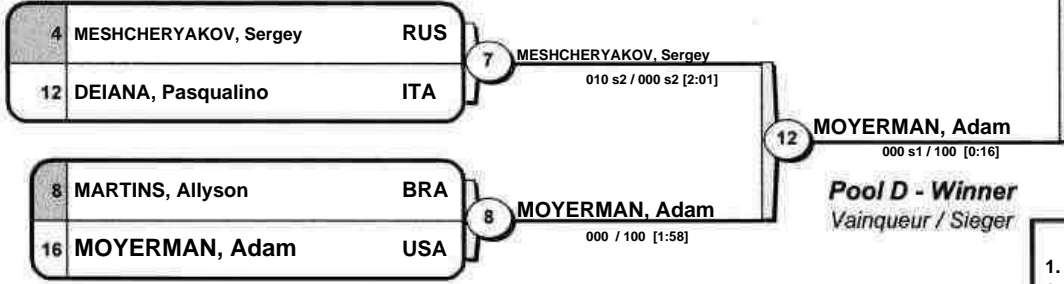 4 MESHCHERYAKOV, Sergey RUS
12 DEIANA, Pasqualino ITA
7
MESHCHERYAKOV, Sergey
010 s2 / 000 s2 [2:01]
8 MARTINS, Allyson BRA
16 MOYERMAN, Adam USA
8
MOYERMAN, Adam
000 / 100 [1:58]
12
MOYERMAN, Adam
000 s1 / 100 [0:16]
Pool D - Winner
Vainqueur / Sieger
1.